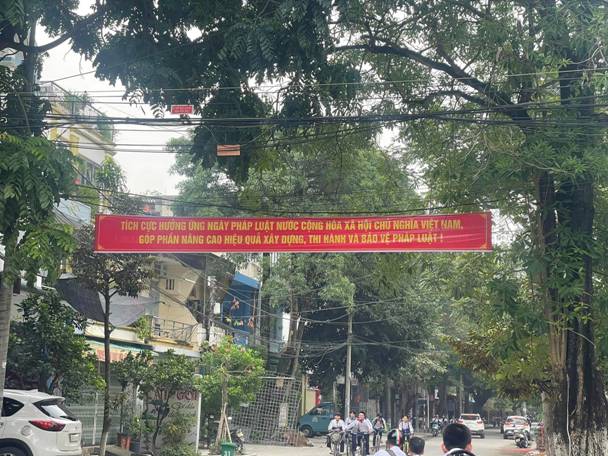 TÍCH CỰC HƯỞNG ỨNG NGÀY PHÁP LUẬT NƯỚC CỘNG HÒA XÃ HỘI CHỦ NGHĨA VIỆT NAM,
GÓP PHẦN NÂNG CAO HIỆU QUẢ XÂY DỰNG, THI HÀNH VÀ BẢO VỆ PHÁP LUẬT !